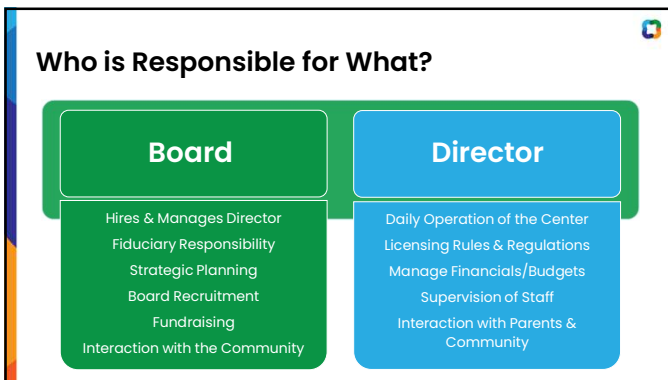 Who is Responsible for What?
Board
Hires & Manages Director
Fiduciary Responsibility
Strategic Planning
Board Recruitment
Fundraising
Interaction with the Community
Director
Daily Operation of the Center
Licensing Rules & Regulations
Manage Financials/Budgets
Supervision of Staff
Interaction with Parents &
Community